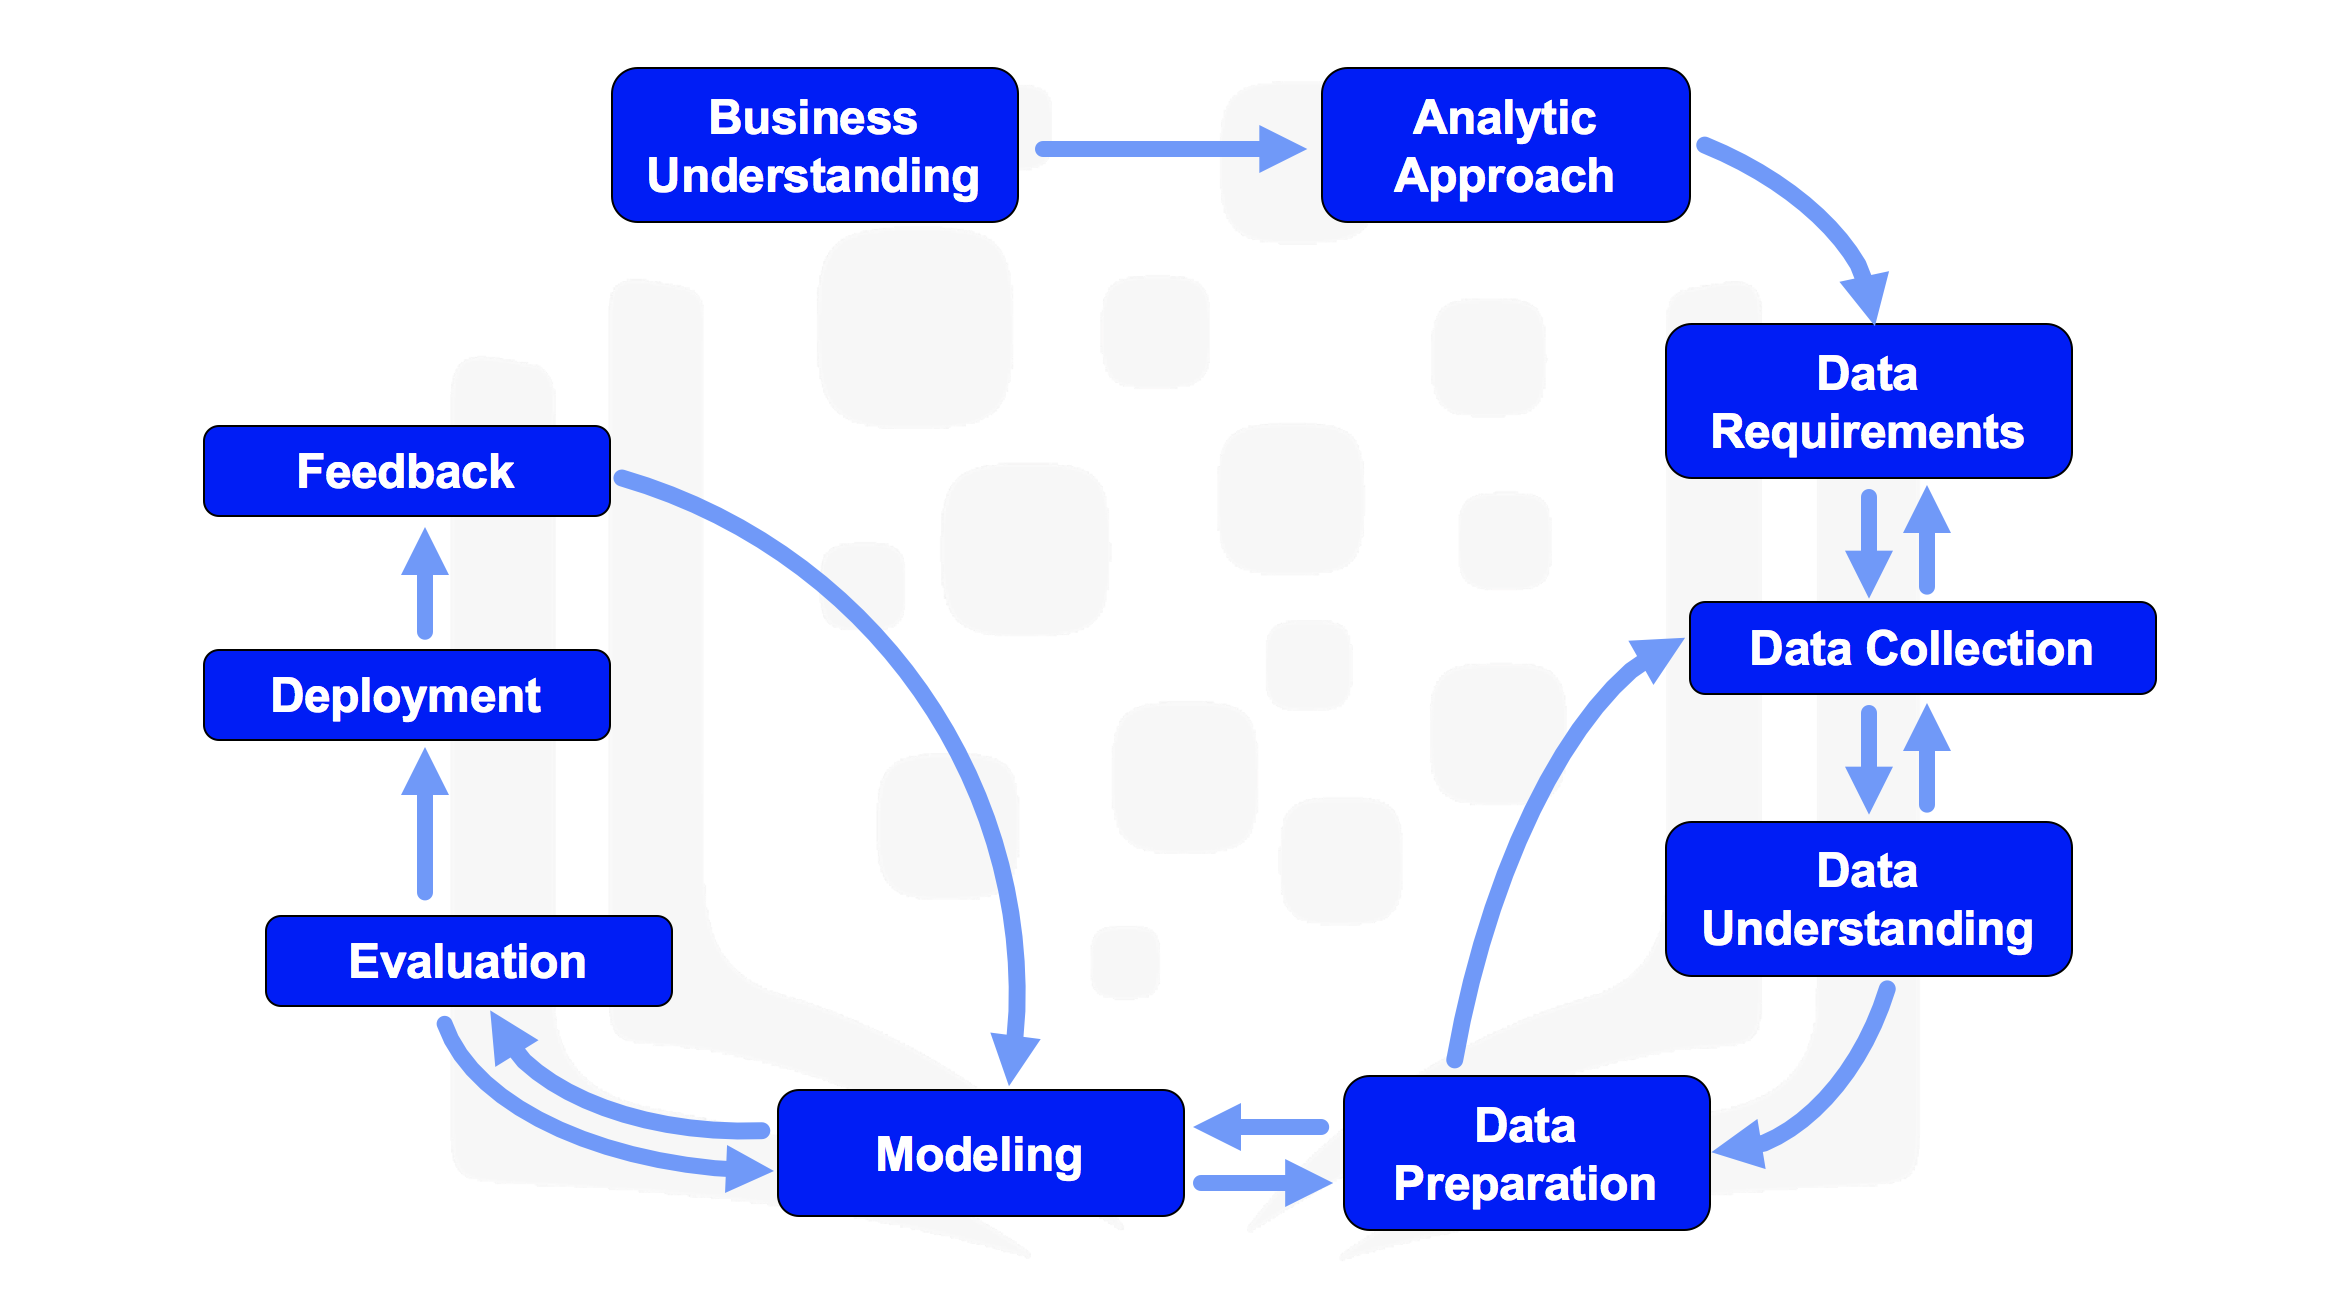 Business
Understanding
Analytic
Approach
Data
Requirements
Data Collection
Data
Understanding
Data
Preparation
Modeling
Evaluation
Deployment
Feedback